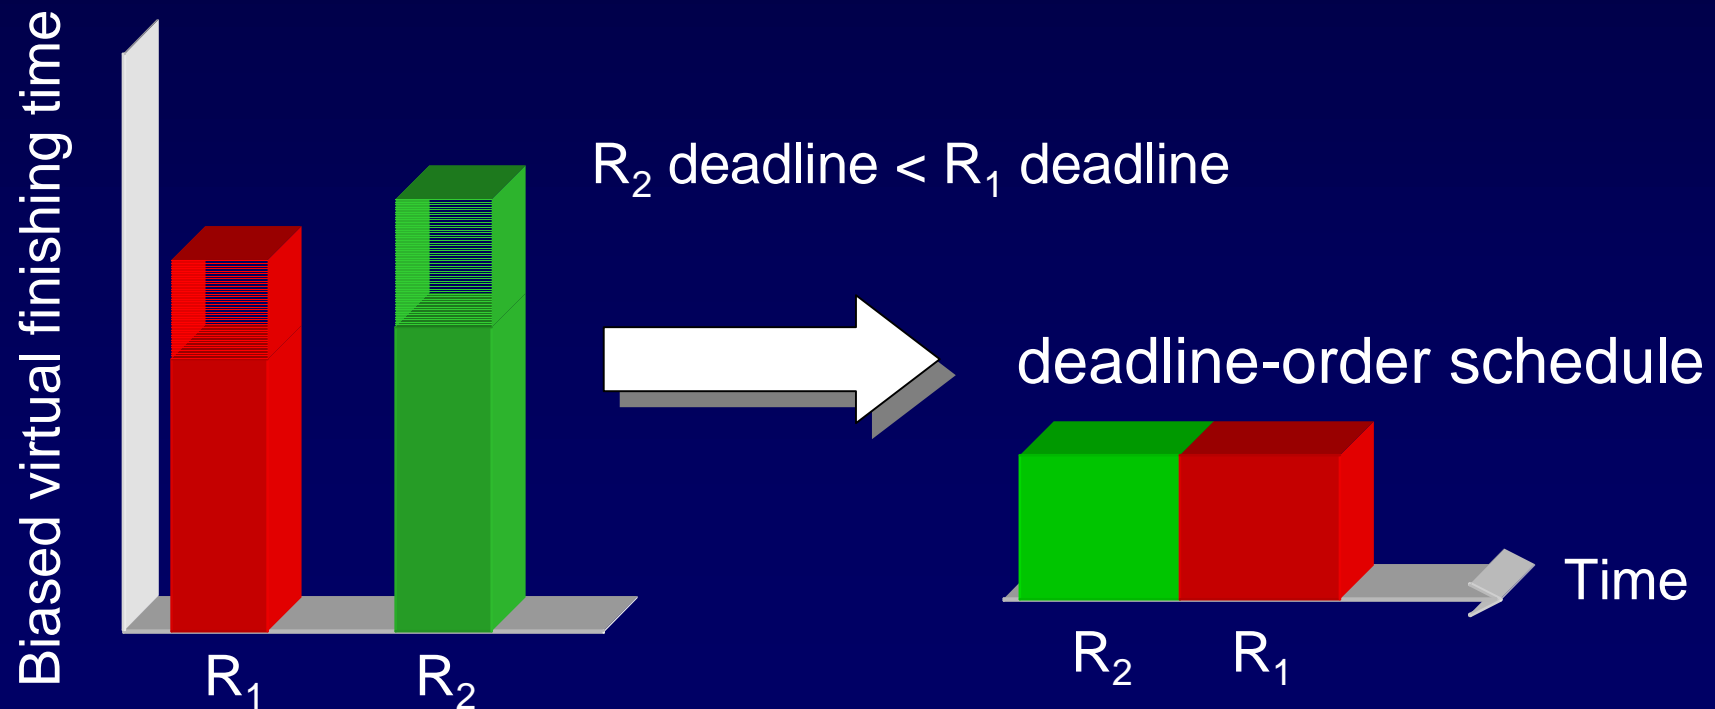 Biased virtual finishing time
R₂ deadline < R₁ deadline
deadline-order schedule
Time
R₂ R₁
R₁ R₂